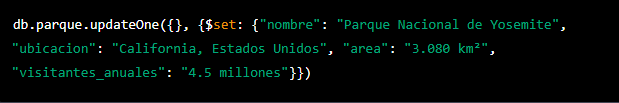 db.parque.updateOne({}, {$set: {"nombre": "Parque Nacional de Yosemite",
"ubicacion": "California, Estados Unidos", "area": "3.080 km²",
"visitantes_anuales": "4.5 millones"}})